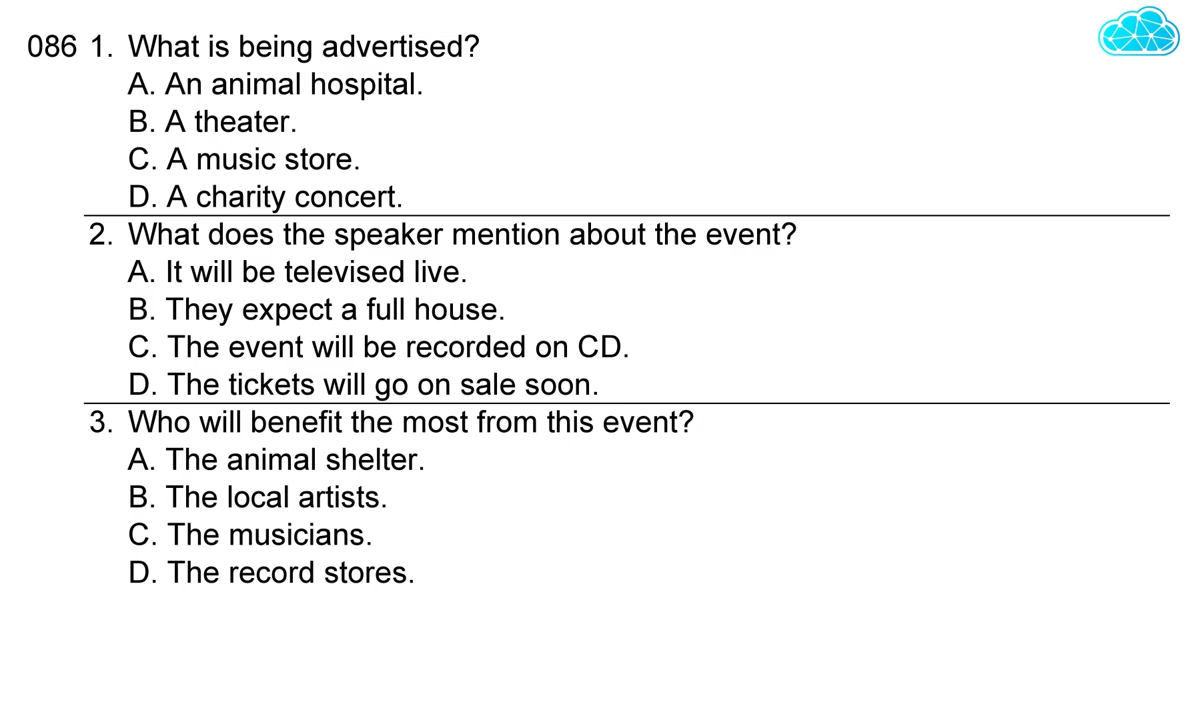 086 1. What is being advertised?
A. An animal hospital.
B. A theater.
C. A music store.
D. A charity concert.
2. What does the speaker mention about the event?
A. It will be televised live.
B. They expect a full house.
C. The event will be recorded on CD.
D. The tickets will go on sale soon.
3. Who will benefit the most from this event?
A. The animal shelter.
B. The local artists.
C. The musicians.
D. The record stores.